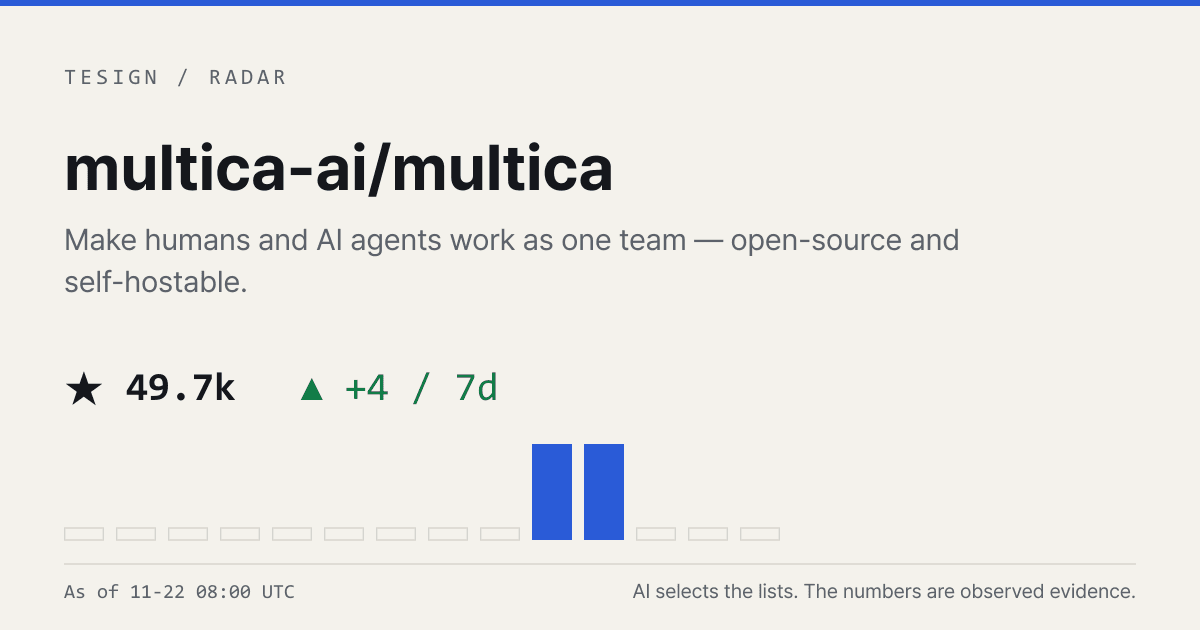 TESIGN / RADAR
multica-ai/multica
Make humans and AI agents work as one team — open-source and
self-hostable.
★ 49.7k ▲ +4 / 7d
As of 11-22 08:00 UTC
AI selects the lists. The numbers are observed evidence.